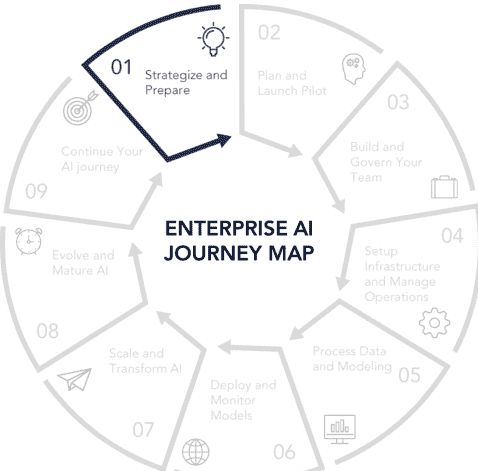 ENTERPRISE AI
JOURNEY MAP
01
Strategize and
Prepare
02
Plan and
Launch Pilot
03
Build and
Govern Your
Team
04
Setup
Infrastructure
and Manage
Operations
05
Process Data
and Modeling
06
Deploy and
Monitor
Models
07
Scale and
Transform AI
08
Evolve and
Mature AI
09
Continue Your
AI journey